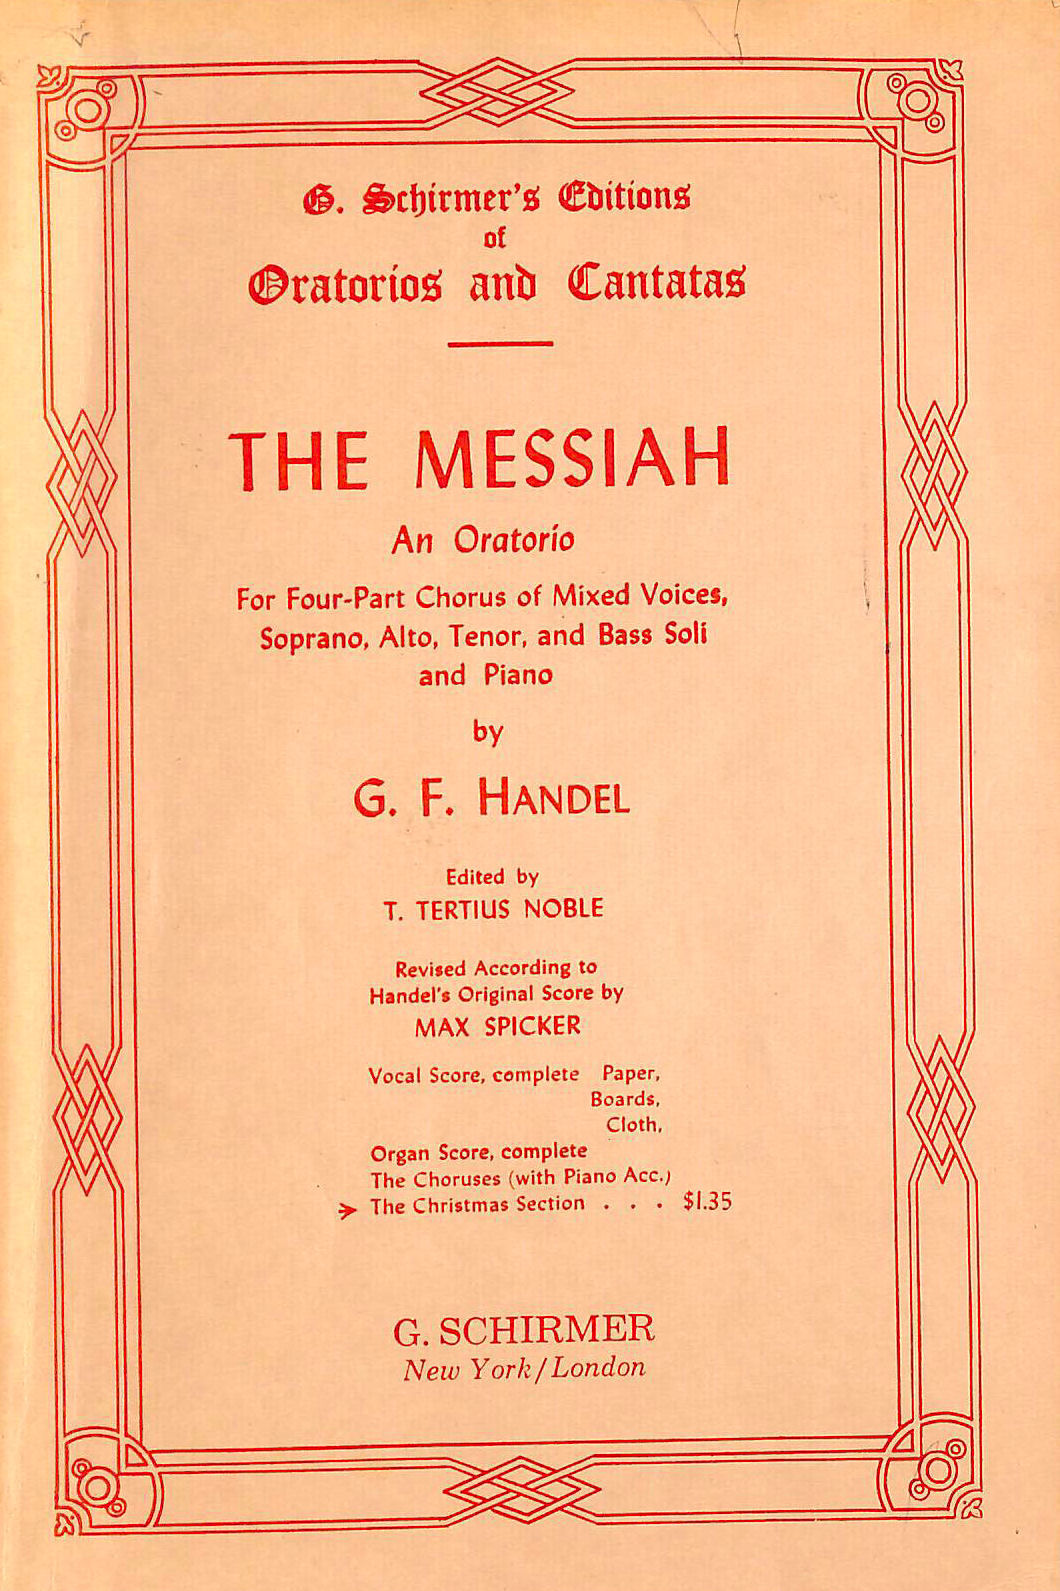 G. Schirmer's Editions
of
Oratorios and Cantatas
THE MESSIAH
An Oratorio
For Four-Part Chorus of Mixed Voices,
Soprano, Alto, Tenor, and Bass Soli
and Piano
by
G. F. HANDEL
Edited by
T. TERTIUS NOBLE
Revised According to
Handel's Original Score by
MAX SPICKER
Vocal Score, complete Paper,
Boards,
Cloth,
Organ Score, complete
The Choruses (with Piano Acc.)
➣ The Christmas Section . . . $1.35
G. SCHIRMER
New York/London